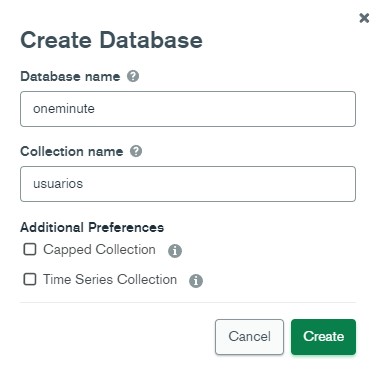 Create Database
Database name
oneminute
Collection name
usuarios
Additional Preferences
Capped Collection
Time Series Collection
Cancel Create